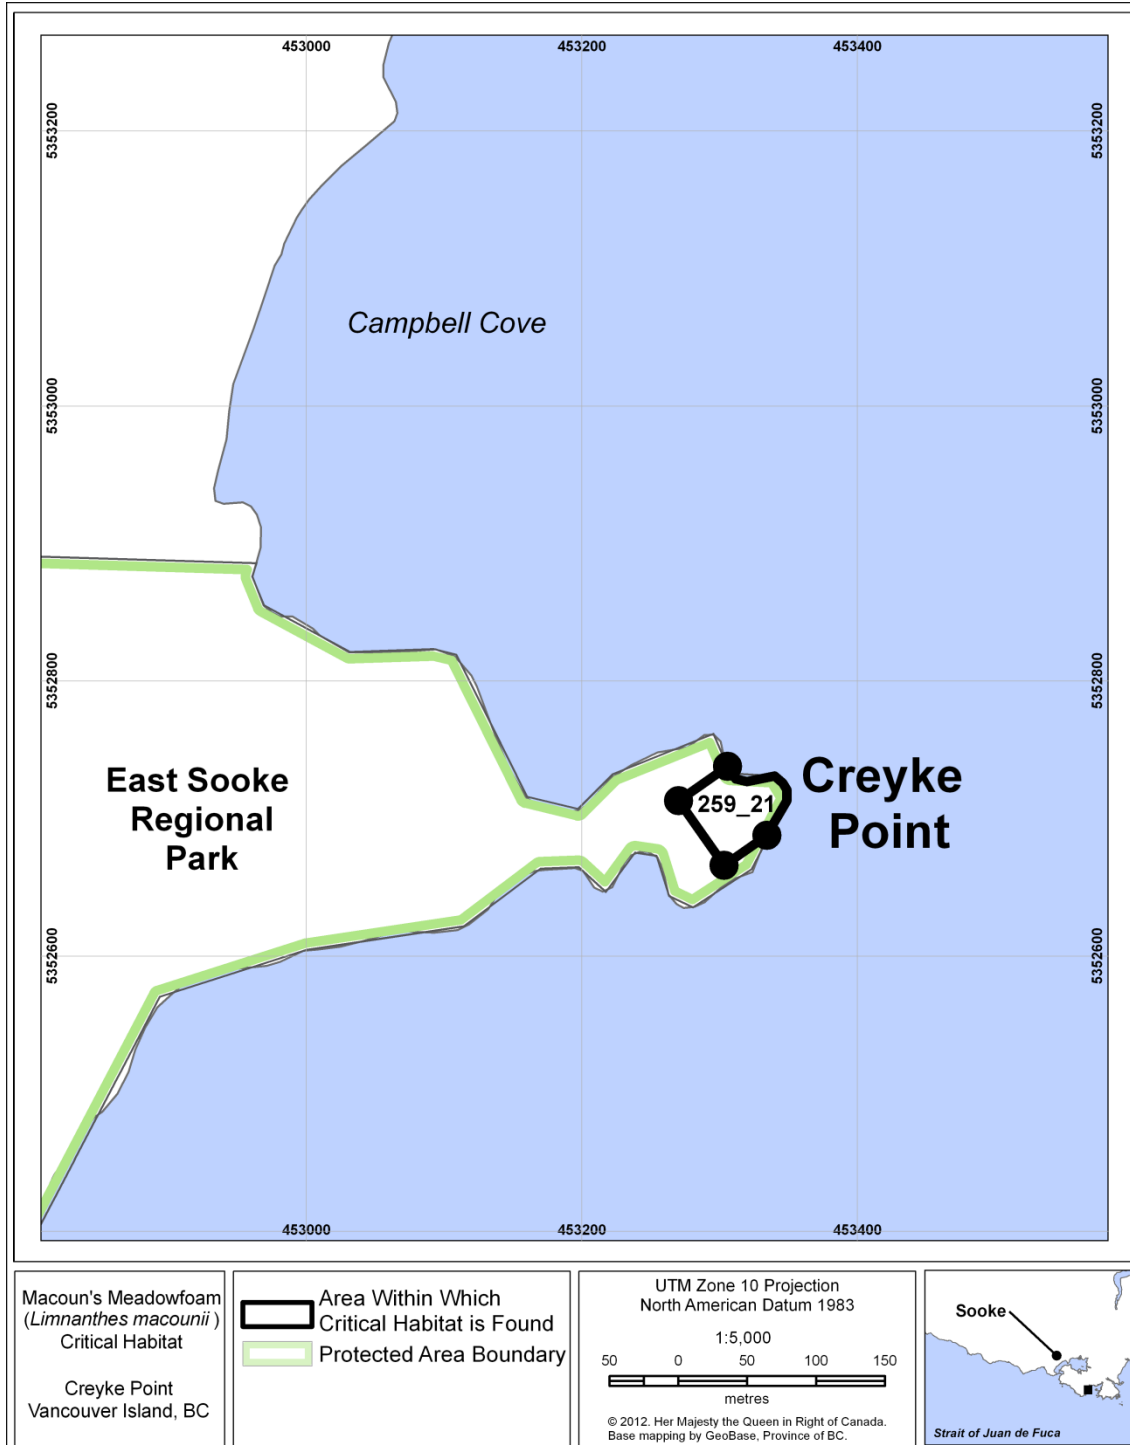 453000
453200
453400
5353200
5353200
Campbell Cove
5353000
5353000
5352800
5352800
East Sooke
Regional
Park
259_21
Creyke
Point
5352600
5352600
453000
453200
453400
Macoun's Meadowfoam
(Limnanthes macounii )
Critical Habitat
Creyke Point
Vancouver Island, BC
Area Within Which
Critical Habitat is Found
Protected Area Boundary
UTM Zone 10 Projection
North American Datum 1983
1:5,000
50 0 50 100 150
metres
© 2012. Her Majesty the Queen in Right of Canada.
Base mapping by GeoBase, Province of BC.
Sooke
Strait of Juan de Fuca